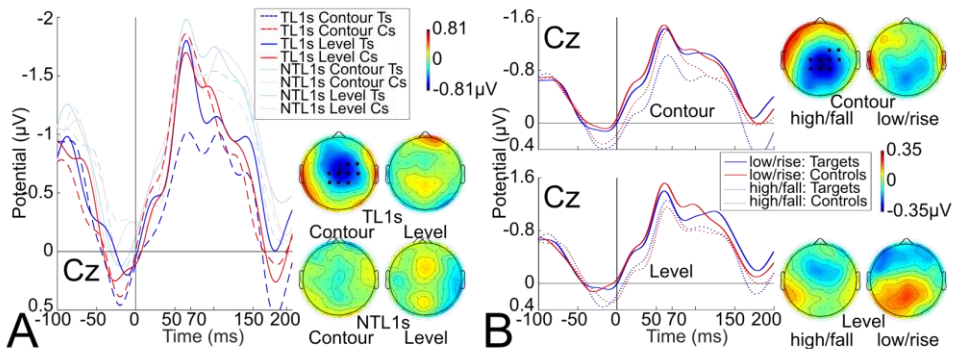 -2
-1.5
-1
0.5
0
0.5
Potential (µV)
Cz
A
-100
-50
0
50
70
100
150
200
Time (ms)
TL1s Contour Ts
TL1s Contour Cs
TL1s Level Ts
TL1s Level Cs
NTL1s Contour Ts
NTL1s Contour Cs
NTL1s Level Ts
NTL1s Level Cs
0.81
0
-0.81µV
TL1s
Contour Level
NTL1s
Contour Level
B
-1.6
-0.8
0
0.4
Cz
Contour
Potential (µV)
Cz
-1.6
-0.8
0
0.4
Level
-100
-50
0
50 70
100
150
200
Time (ms)
Contour
high/fall low/rise
low/rise: Targets
low/rise: Controls
high/fall: Targets
high/fall: Controls
0.35
0
-0.35µV
Level
high/fall low/rise